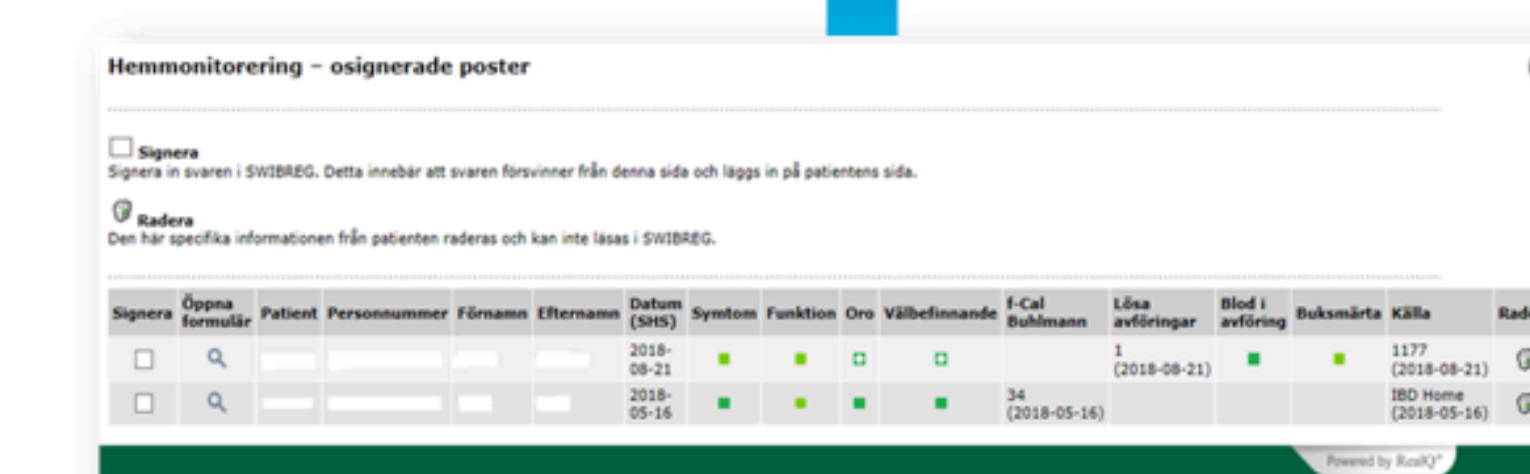 Hemmonitorering – osignerade poster
Signera
Signera in svaren i SWIBREG. Detta innebär att svaren försvinner från denna sida och läggs in på patientens sida.
Radera
Den här specifika informationen från patienten raderas och kan inte läsas i SWIBREG.
Signera Öppna formulär Patient Personnummer Förnamn Efternamn Datum (SHS) Symtom Funktion Oro Välbefinnande f-Cal Buhlmann Lösa avföringar Blod i avföring Buksmärta Källa
2018-08-21 1 (2018-08-21) 1177 (2018-08-21)
2018-05-16 34 (2018-05-16) IBD Home (2018-05-16)
Powered by RealQ